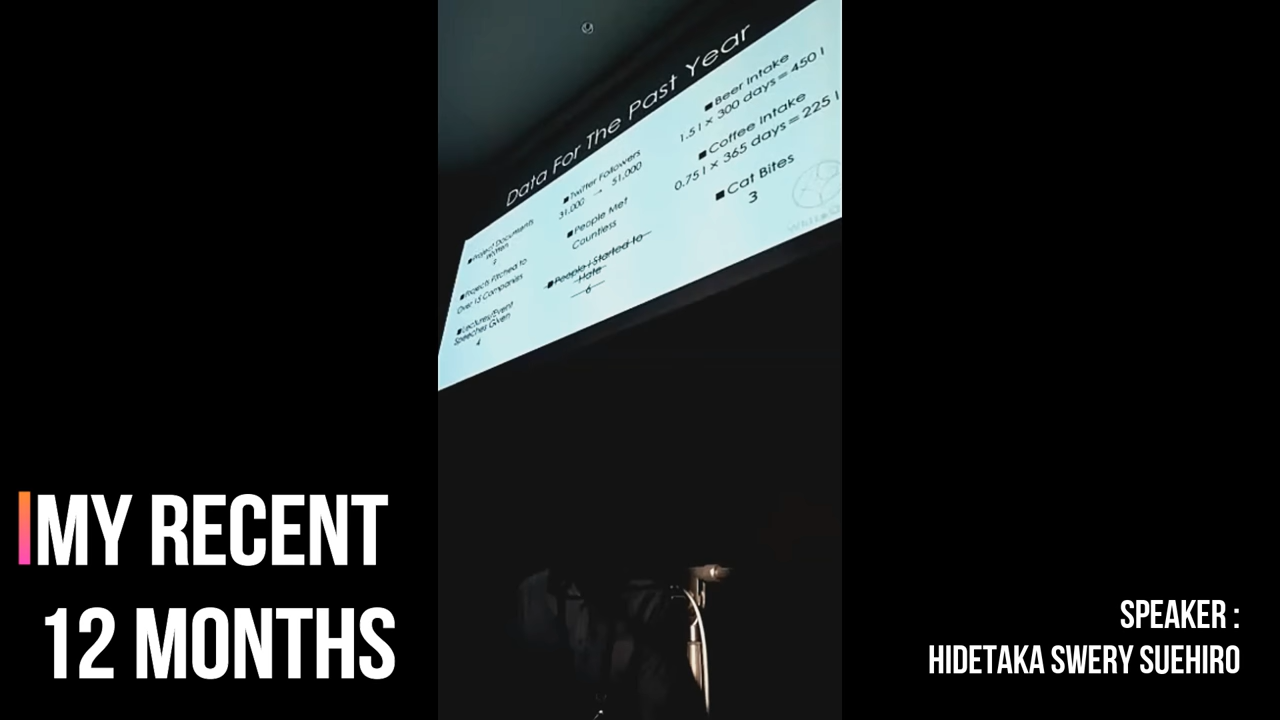 Data For The Past Year
■Project Documents
Written
■Projects Pitched to
Over 15 Companies
■Lectures/Event
Speeches Given
4
■Twitter Followers
31,000 → 51,000
■People Met
Countless
■People I Started to
Hate
6
■Beer Intake
1.5 l × 300 days = 450 l
■Coffee Intake
0.75 l × 365 days = 225 l
■Cat Bites
3
MY RECENT
12 MONTHS
SPEAKER :
HIDETAKA SWERY SUEHIRO